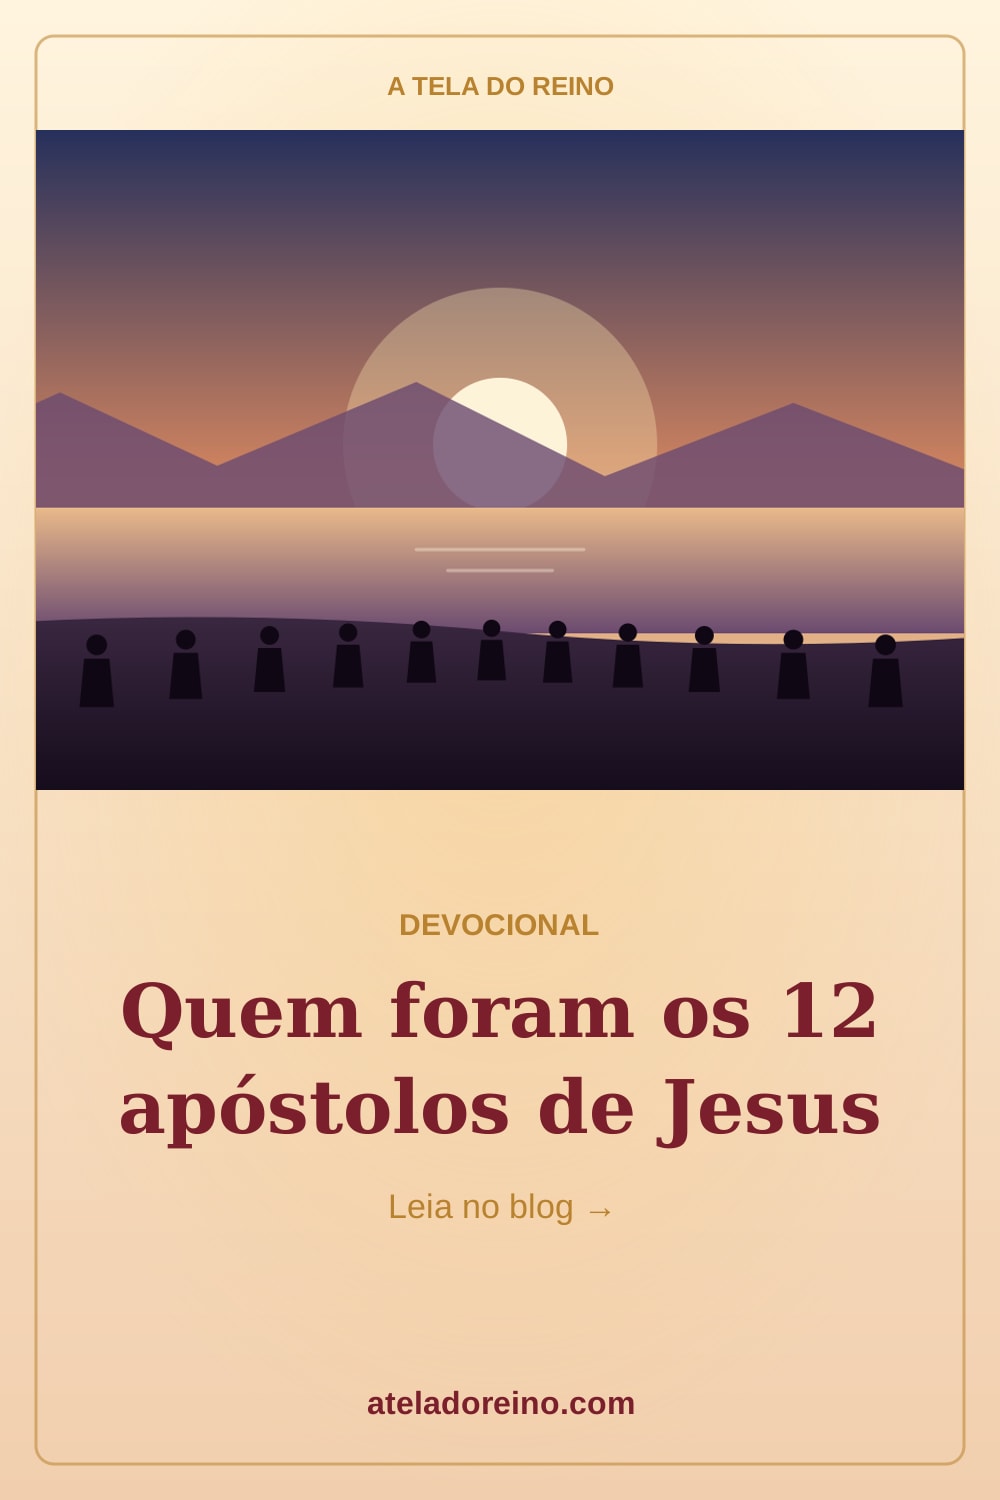 A TELA DO REINO
DEVOCIONAL
Quem foram os 12
apóstolos de Jesus
Leia no blog →
ateladoreino.com